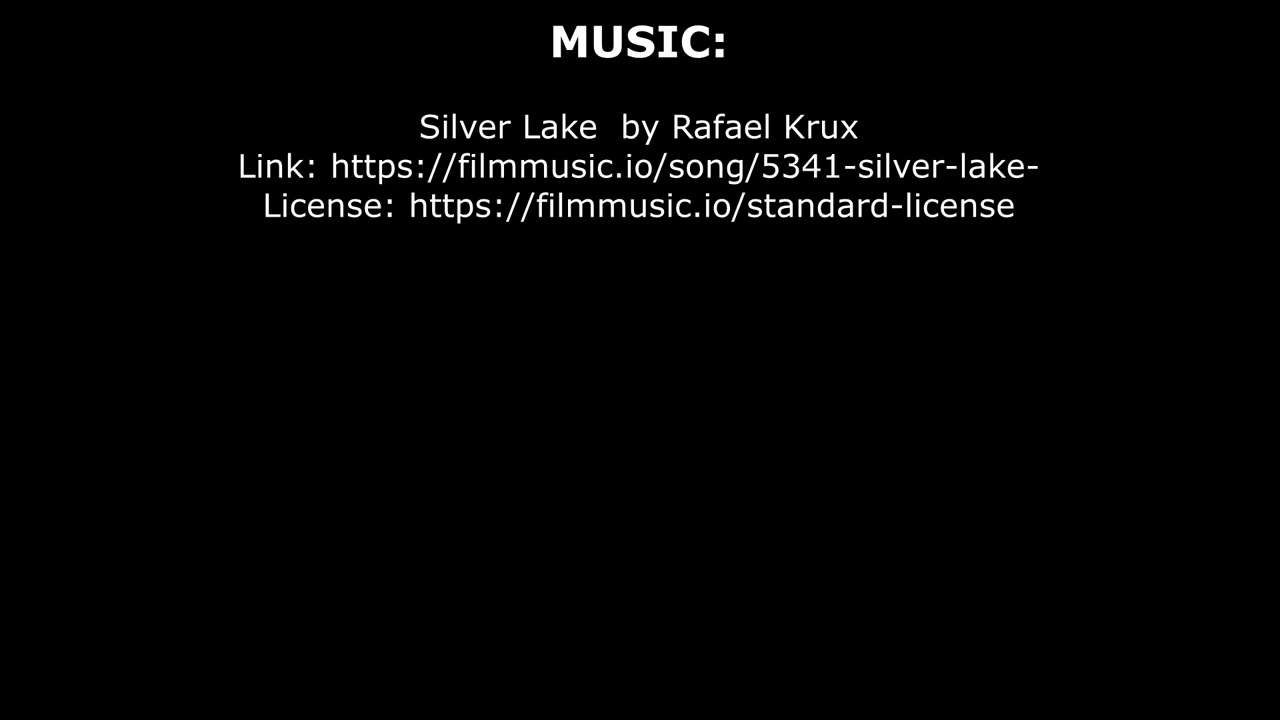 MUSIC:
Silver Lake  by Rafael Krux
Link: https://filmmusic.io/song/5341-silver-lake-
License: https://filmmusic.io/standard-license